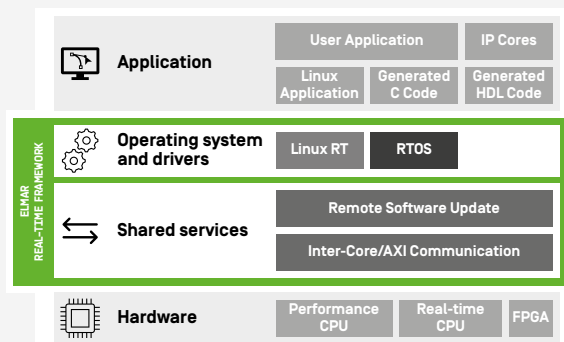 Application
User Application
IP Cores
Linux
Application
Generated
C Code
Generated
HDL Code
ELMAR
REAL-TIME FRAMEWORK
Operating system
and drivers
Linux RT
RTOS
Shared services
Remote Software Update
Inter-Core/AXI Communication
Hardware
Performance
CPU
Real-time
CPU
FPGA